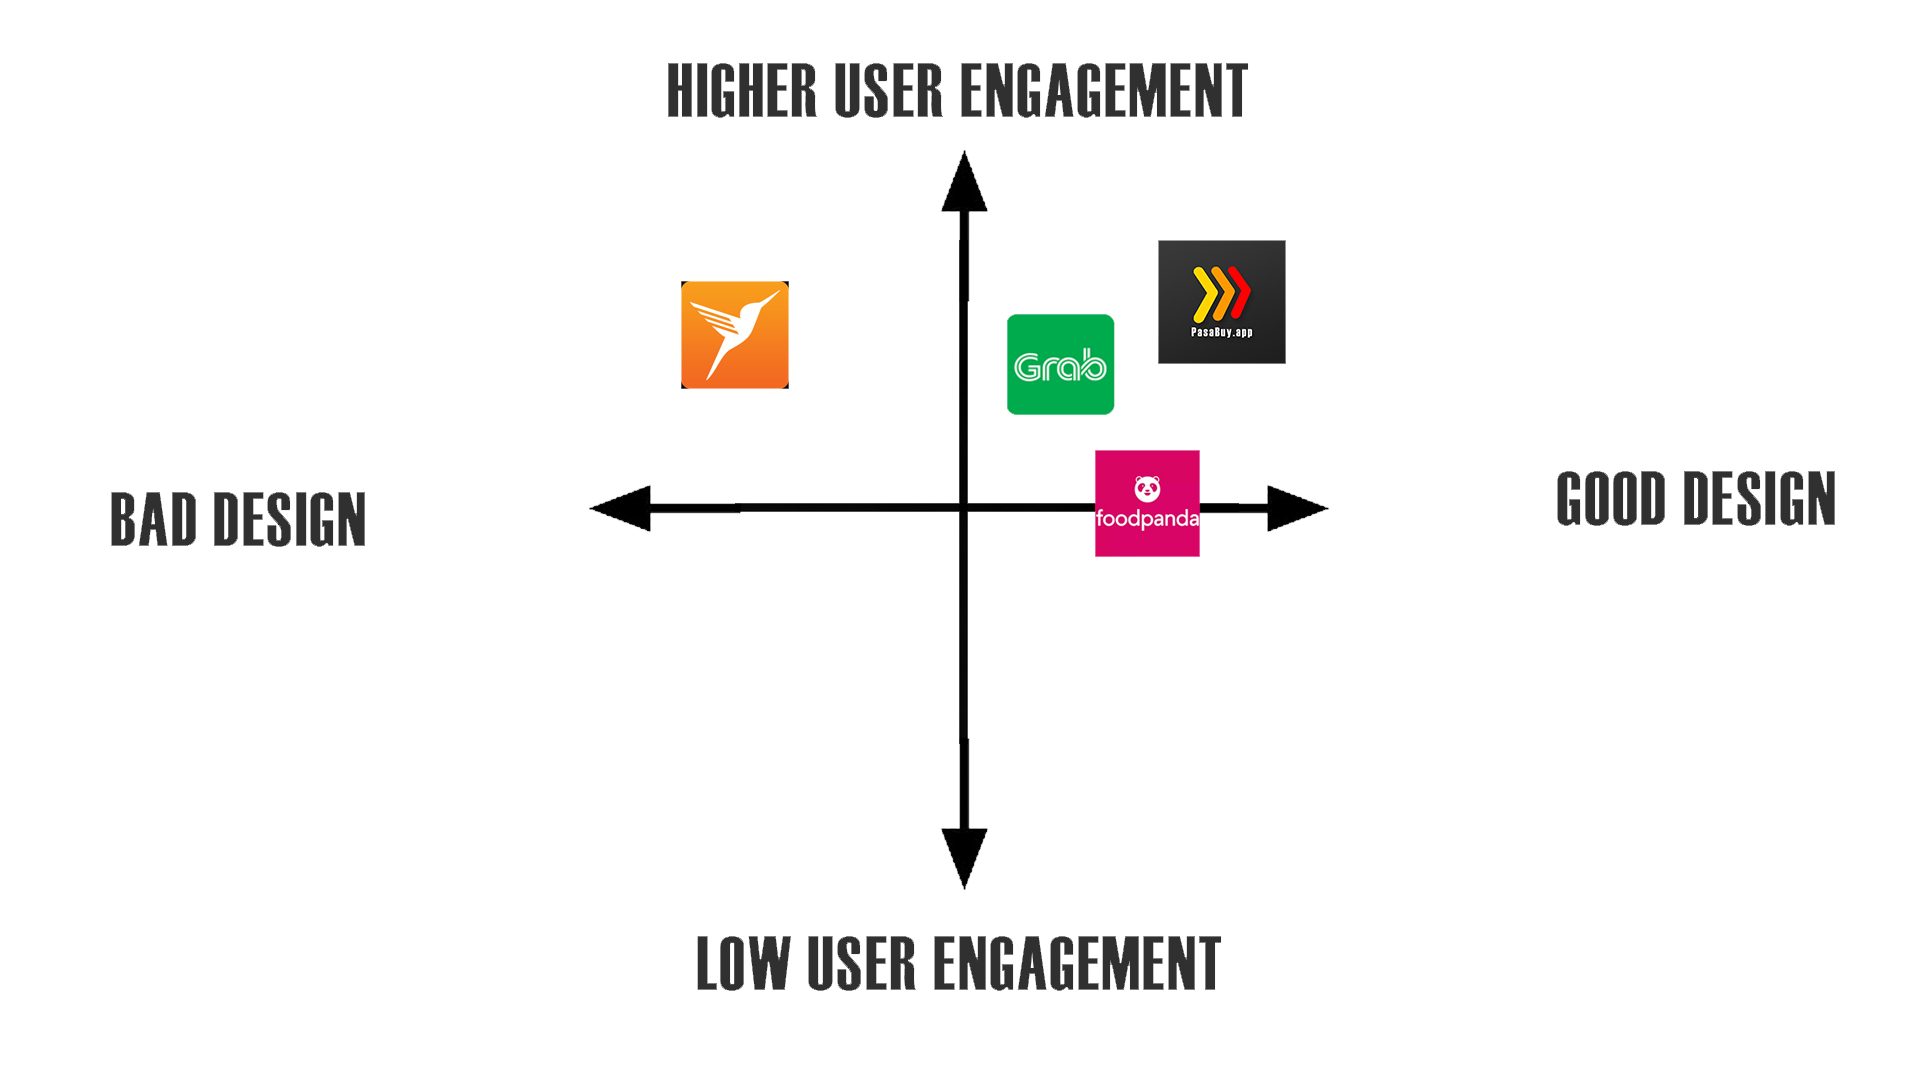 HIGHER USER ENGAGEMENT
PasaBuy.app
Grab
foodpanda
BAD DESIGN
GOOD DESIGN
LOW USER ENGAGEMENT